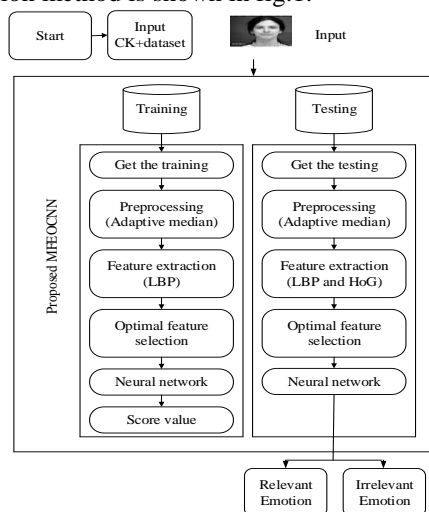 Start
Input
CK+dataset
Input
Proposed MFEOCNN
Training
Get the training
Preprocessing
(Adaptive median)
Feature extraction
(LBP)
Optimal feature
selection
Neural network
Score value
Testing
Get the testing
Preprocessing
(Adaptive median)
Feature extraction
(LBP and HoG)
Optimal feature
selection
Neural network
Relevant
Emotion
Irrelevant
Emotion